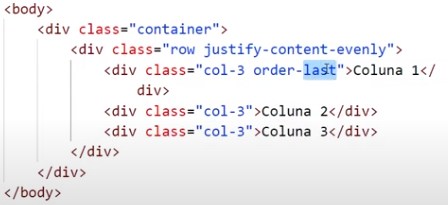 <body>
<div class="container">
<div class="row justify-content-evenly">
<div class="col-3 order-last">Coluna 1</
div>
<div class="col-3">Coluna 2</div>
<div class="col-3">Coluna 3</div>
</div>
</div>
</body>